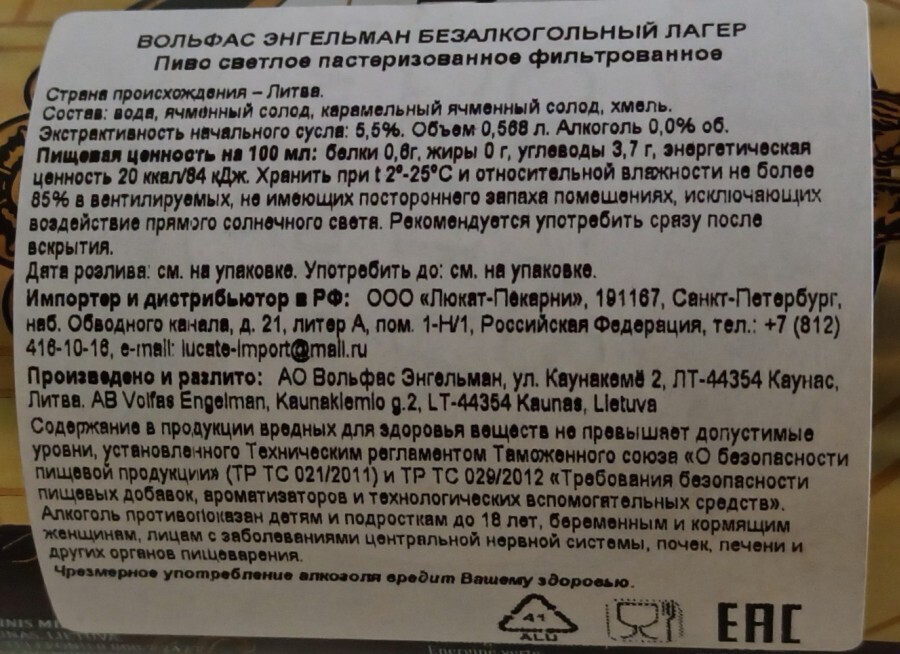 ВОЛЬФАС ЭНГЕЛЬМАН БЕЗАЛКОГОЛЬНЫЙ ЛАГЕР
Пиво светлое пастеризованное фильтрованное
Страна происхождения – Литва.
Состав: вода, ячменный солод, карамельный ячменный солод, хмель.
Экстрактивность начального сусла: 5,5%. Объем 0,568 л. Алкоголь 0,0% об.
Пищевая ценность на 100 мл: белки 0,6г, жиры 0 г, углеводы 3,7 г, энергетическая
ценность 20 ккал/84 кДж. Хранить при t 2º-25ºС и относительной влажности не более
85% в вентилируемых, не имеющих постороннего запаха помещениях, исключающих
воздействие прямого солнечного света. Рекомендуется употребить сразу после
вскрытия.
Дата розлива: см. на упаковке. Употребить до: см. на упаковке.
Импортер и дистрибьютор в РФ: ООО «Люкат-Пекарни», 191167, Санкт-Петербург,
наб. Обводного канала, д. 21, литер А, пом. 1-Н/1, Российская Федерация, тел.: +7 (812)
416-10-16, e-mail: lucate-import@mail.ru
Произведено и разлито: АО Вольфас Энгельман, ул. Каунакемё 2, ЛТ-44354 Каунас,
Литва. AB Volfas Engelman, Kaunakiemio g.2, LT-44354 Kaunas, Lietuva
Содержание в продукции вредных для здоровья веществ не превышает допустимые
уровни, установленного Техническим регламентом Таможенного союза «О безопасности
пищевой продукции» (ТР ТС 021/2011) и ТР ТС 029/2012 «Требования безопасности
пищевых добавок, ароматизаторов и технологических вспомогательных средств».
Алкоголь противопоказан детям и подросткам до 18 лет, беременным и кормящим
женщинам, лицам с заболеваниями центральной нервной системы, почек, печени и
других органов пищеварения.
Чрезмерное употребление алкоголя вредит Вашему здоровью.
41
ALU
EAC